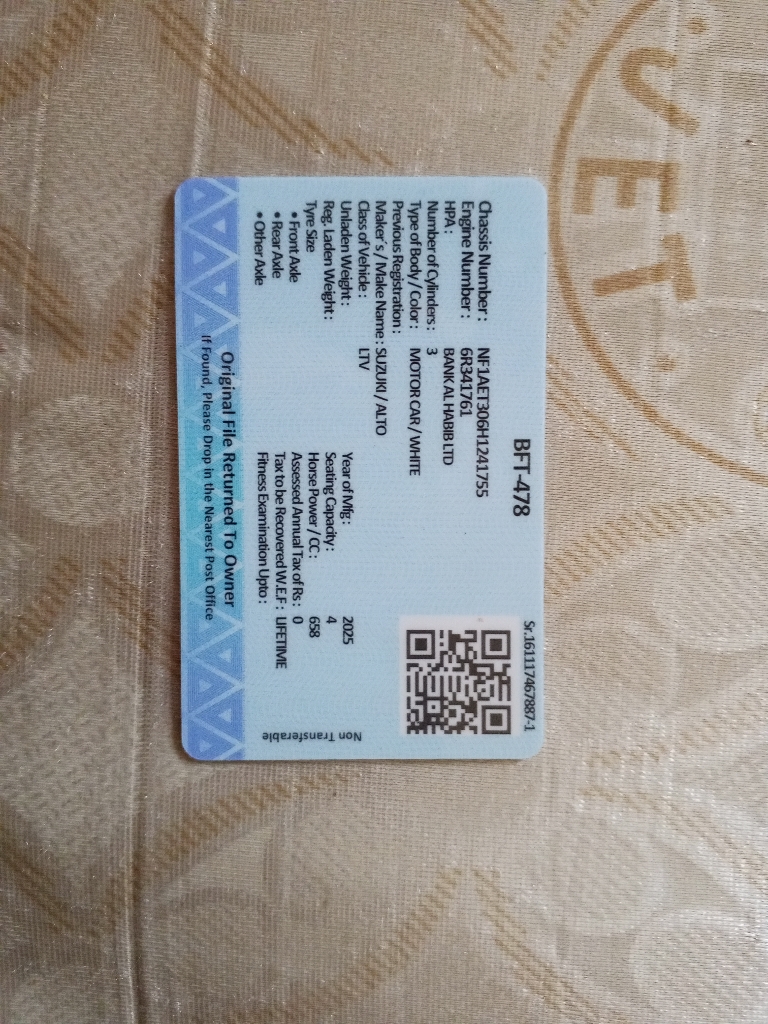 BFT-478
Sr.161117467887-1
Chassis Number : NF1AET306H1241755
Engine Number : 6R341761
HPA : BANK AL HABIB LTD
Number of Cylinders : 3
Type of Body / Color : MOTOR CAR / WHITE
Previous Registration :
Maker's / Make Name : SUZUKI / ALTO
Class of Vehicle : LTV
Unladen Weight : Year of Mfg : 2025
Reg. Laden Weight : Seating Capacity : 4
Tyre Size Horse Power / CC : 658
• Front Axle Assessed Annual Tax of Rs : 0
• Rear Axle Tax to be Recovered W.E.F : LIFETIME
• Other Axle Fitness Examination Upto :
Non Transferable
Original File Returned To Owner
If Found, Please Drop in the Nearest Post Office
VET